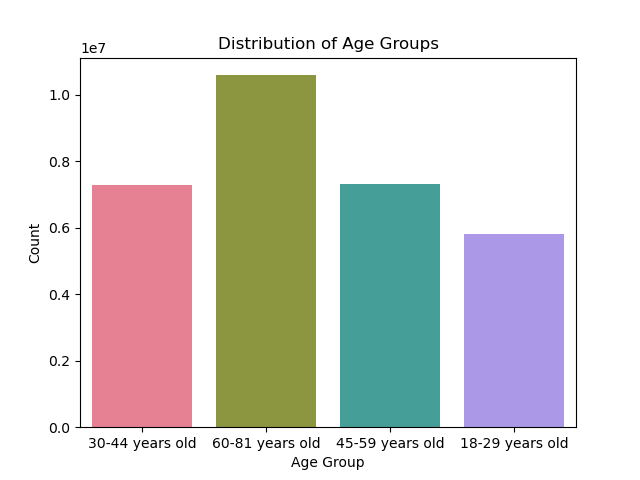 Distribution of Age Groups
1e7
1.0
0.8
0.6
0.4
0.2
0.0
Count
30-44 years old 60-81 years old 45-59 years old 18-29 years old
Age Group